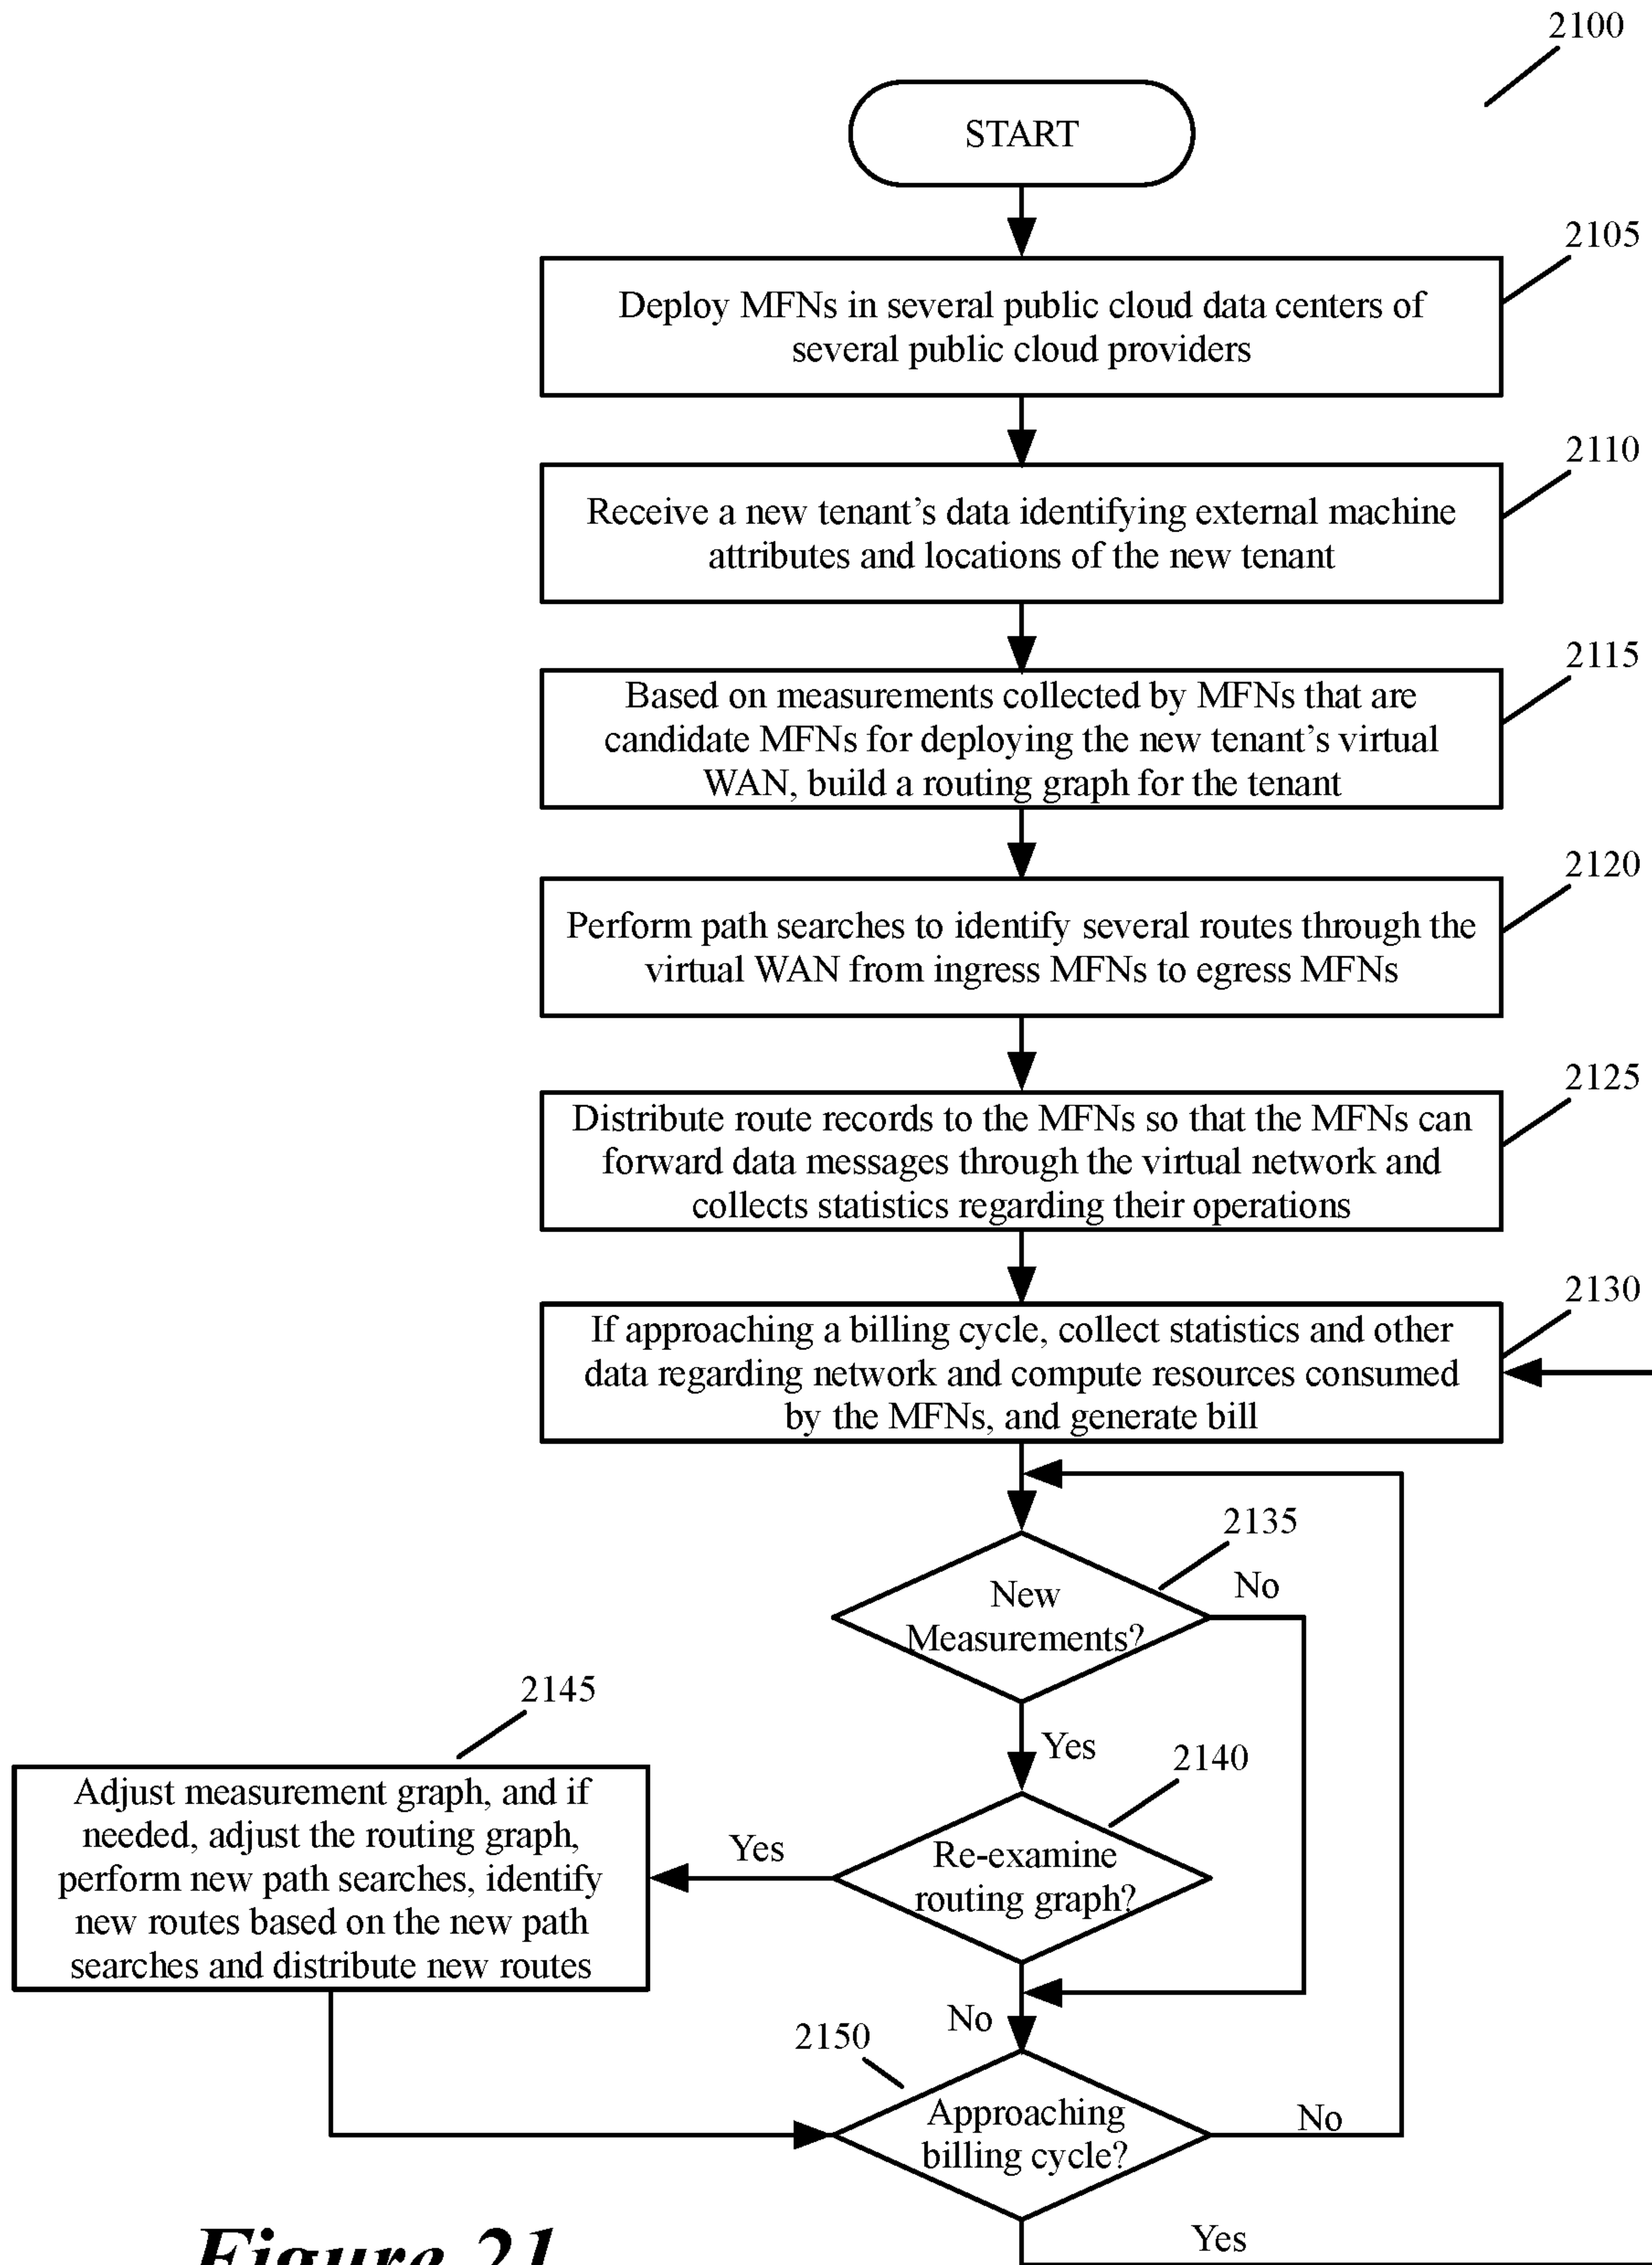 2100
START
2105
Deploy MFNs in several public cloud data centers of
several public cloud providers
2110
Receive a new tenant’s data identifying external machine
attributes and locations of the new tenant
2115
Based on measurements collected by MFNs that are
candidate MFNs for deploying the new tenant’s virtual
WAN, build a routing graph for the tenant
2120
Perform path searches to identify several routes through the
virtual WAN from ingress MFNs to egress MFNs
2125
Distribute route records to the MFNs so that the MFNs can
forward data messages through the virtual network and
collects statistics regarding their operations
2130
If approaching a billing cycle, collect statistics and other
data regarding network and compute resources consumed
by the MFNs, and generate bill
2135
No
New
Measurements?
Yes
2140
Re-examine
routing graph?
Yes
2145
Adjust measurement graph, and if
needed, adjust the routing graph,
perform new path searches, identify
new routes based on the new path
searches and distribute new routes
No
2150
Approaching
billing cycle?
No
Yes
Figure 21